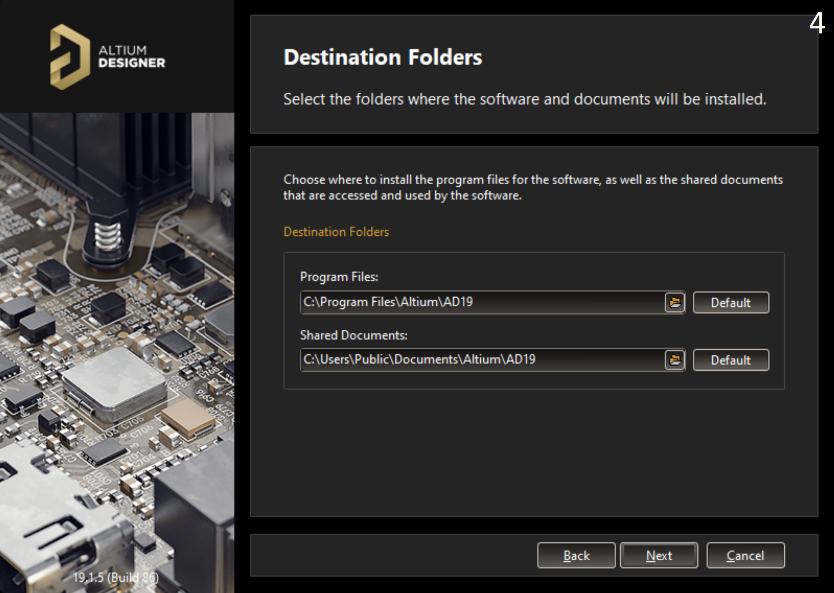 4
ALTIUM
DESIGNER
Destination Folders
Select the folders where the software and documents will be installed.
Choose where to install the program files for the software, as well as the shared documents
that are accessed and used by the software.
Destination Folders
Program Files:
C:\Program Files\Altium\AD19
Default
Shared Documents:
C:\Users\Public\Documents\Altium\AD19
Default
19.1.5 (Build 86)
Back
Next
Cancel